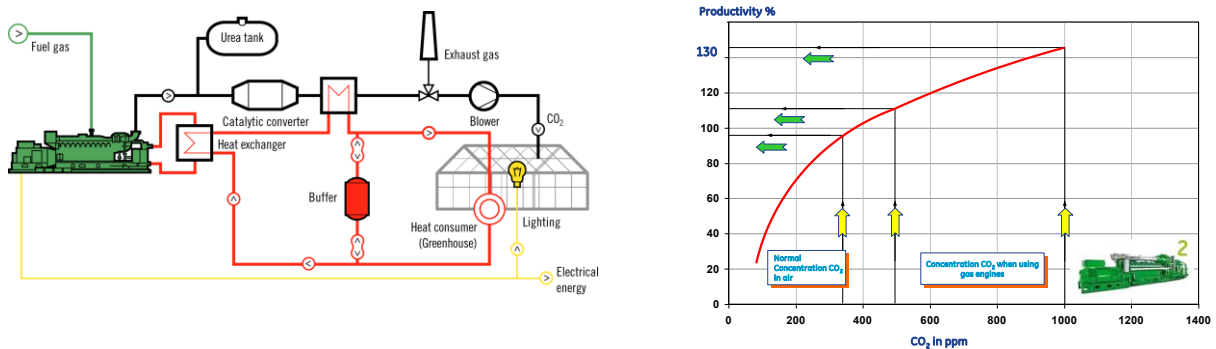 Fuel gas
Urea tank
Exhaust gas
Catalytic converter
Blower
CO₂
Heat exchanger
Buffer
Lighting
Heat consumer
(Greenhouse)
Electrical
energy
Productivity %
130
120
100
80
60
40
20
0
Normal
Concentration CO₂
in air
Concentration CO₂ when using
gas engines
2
0
200
400
600
800
1000
1200
1400
CO₂ in ppm